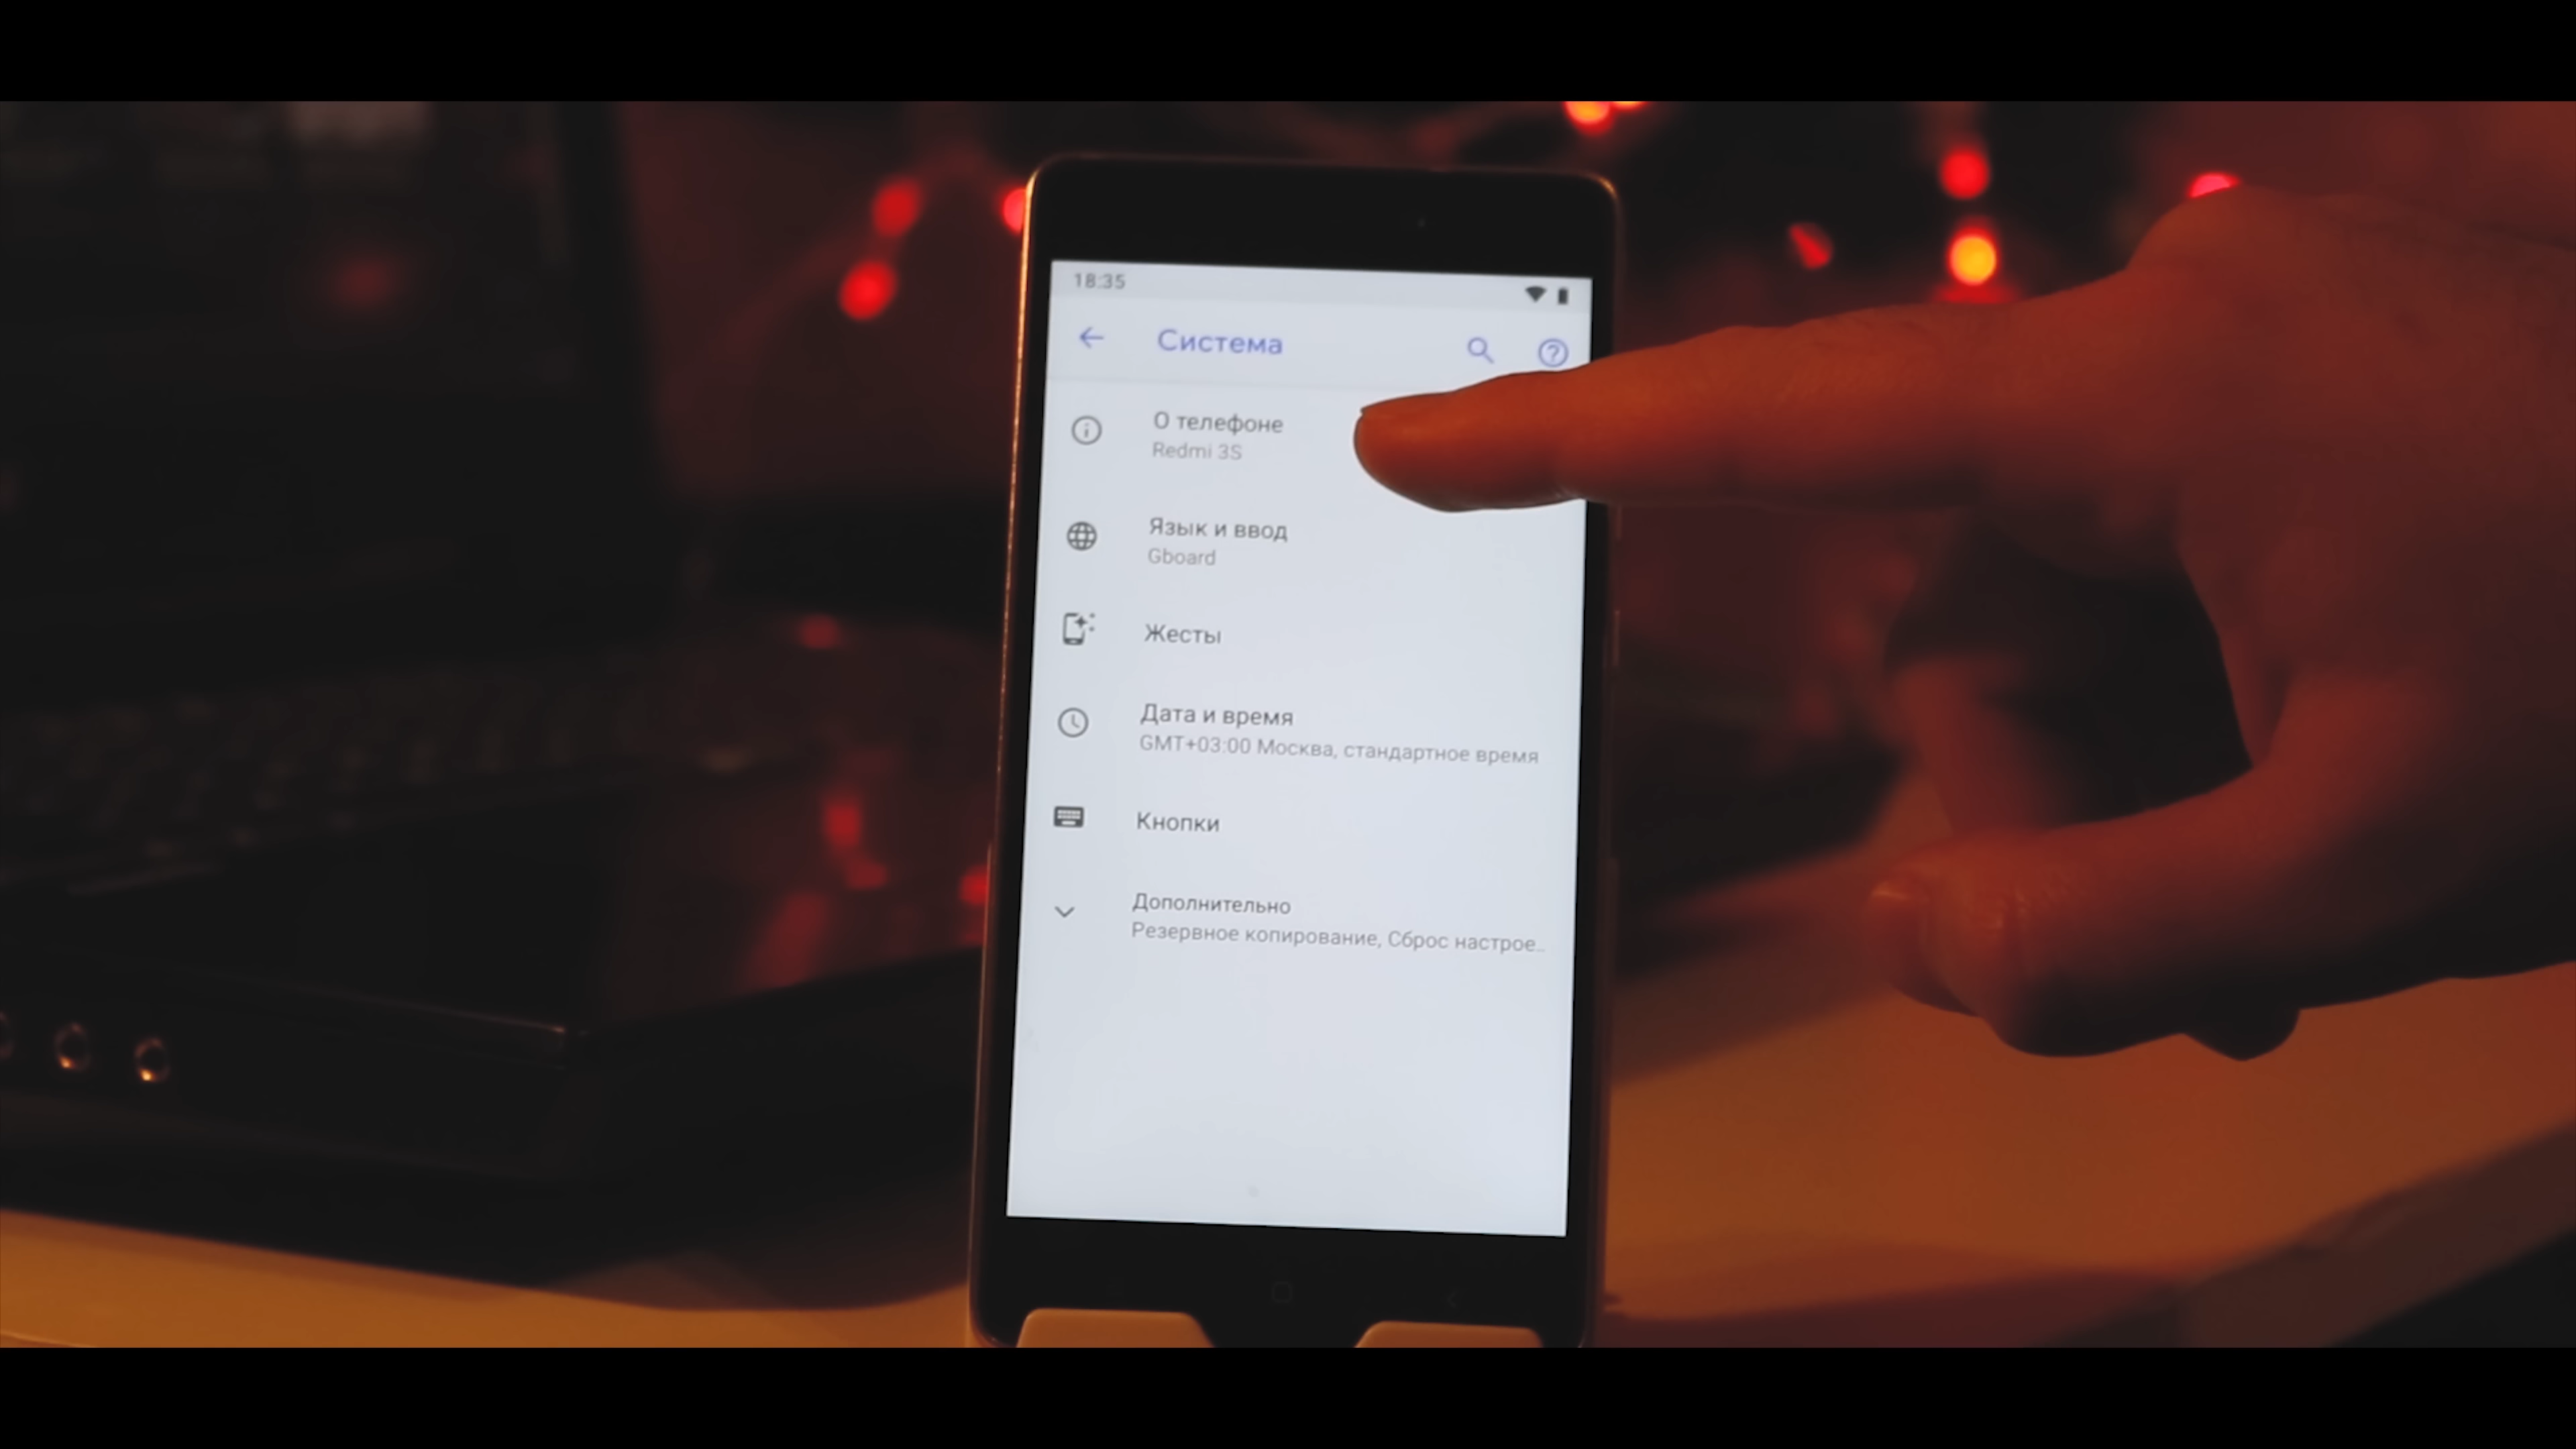 18:35
Система
О телефоне
Redmi 3S
Язык и ввод
Gboard
Жесты
Дата и время
GMT+03:00 Москва, стандартное время
Кнопки
Дополнительно
Резервное копирование, Сброс настрое..